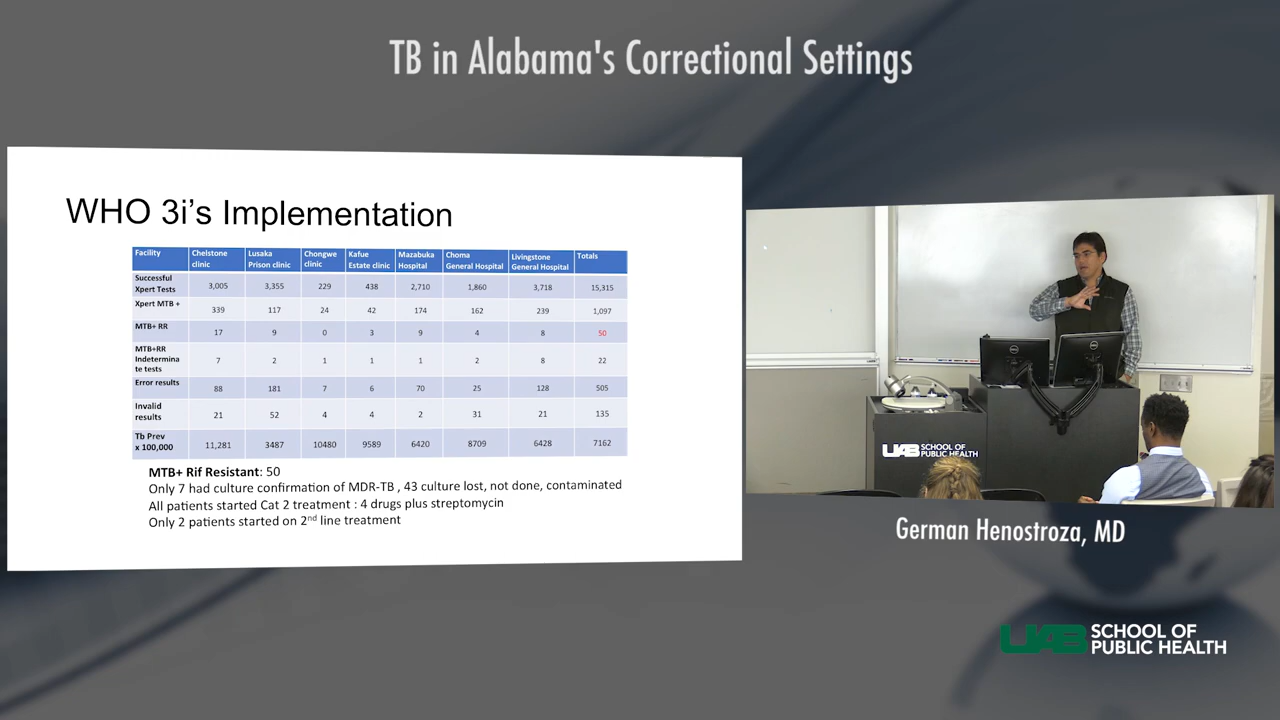 TB in Alabama's Correctional Settings
WHO 3i's Implementation
Facility Chelstone clinic Lusaka Prison clinic Chongwe clinic Kafue Estate clinic Mazabuka Hospital Choma General Hospital Livingstone General Hospital Totals
Successful Xpert Tests 3,005 3,355 229 438 2,710 1,860 3,718 15,315
Xpert MTB + 339 117 24 42 174 162 239 1,097
MTB+ RR 17 9 0 3 9 4 8 50
MTB+RR Indeterminate tests 7 2 1 1 1 2 8 22
Error results 88 181 7 6 70 25 128 505
Invalid results 21 52 4 4 2 31 21 135
Tb Prev x 100,000 11,281 3487 10480 9589 6420 8709 6428 7162
MTB+ Rif Resistant: 50
Only 7 had culture confirmation of MDR-TB , 43 culture lost, not done, contaminated
All patients started Cat 2 treatment : 4 drugs plus streptomycin
Only 2 patients started on 2nd line treatment
UAB SCHOOL OF
PUBLIC HEALTH
German Henostroza, MD
UAB SCHOOL OF
PUBLIC HEALTH